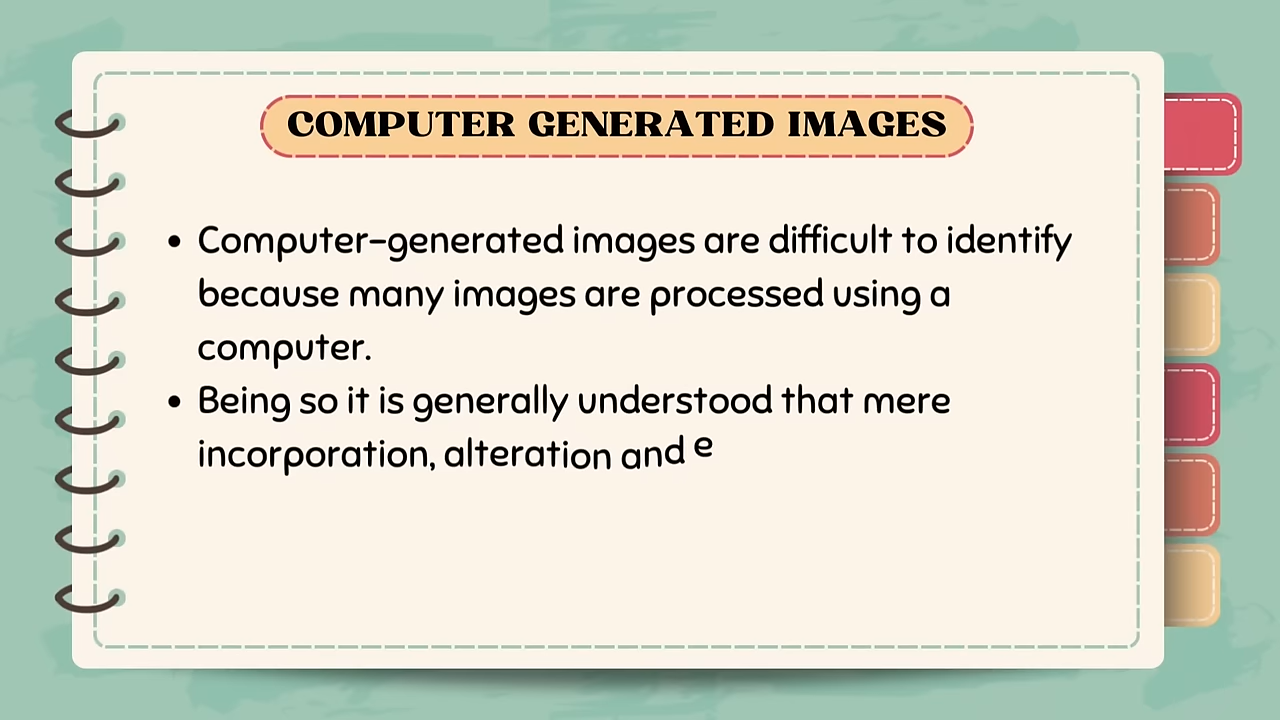 COMPUTER GENERATED IMAGES
• Computer-generated images are difficult to identify
because many images are processed using a
computer.
• Being so it is generally understood that mere
incorporation, alteration and e